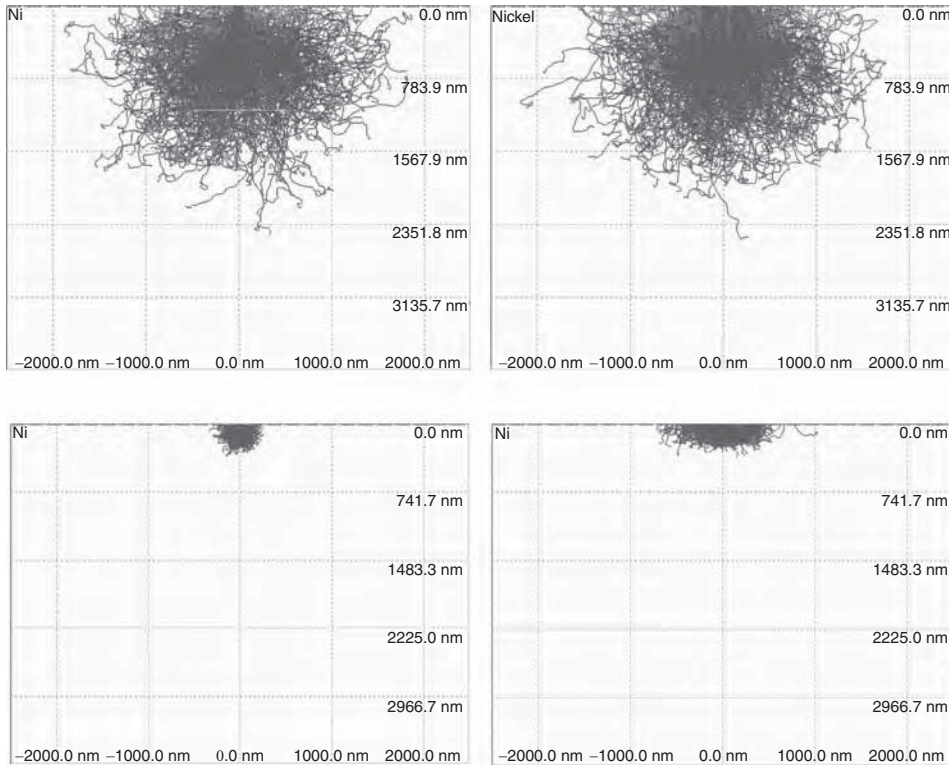 Ni
0.0 nm
783.9 nm
1567.9 nm
2351.8 nm
3135.7 nm
−2000.0 nm −1000.0 nm 0.0 nm 1000.0 nm 2000.0 nm
Nickel
0.0 nm
783.9 nm
1567.9 nm
2351.8 nm
3135.7 nm
−2000.0 nm −1000.0 nm 0.0 nm 1000.0 nm 2000.0 nm
Ni
0.0 nm
741.7 nm
1483.3 nm
2225.0 nm
2966.7 nm
−2000.0 nm −1000.0 nm 0.0 nm 1000.0 nm 2000.0 nm
Ni
0.0 nm
741.7 nm
1483.3 nm
2225.0 nm
2966.7 nm
−2000.0 nm −1000.0 nm 0.0 nm 1000.0 nm 2000.0 nm